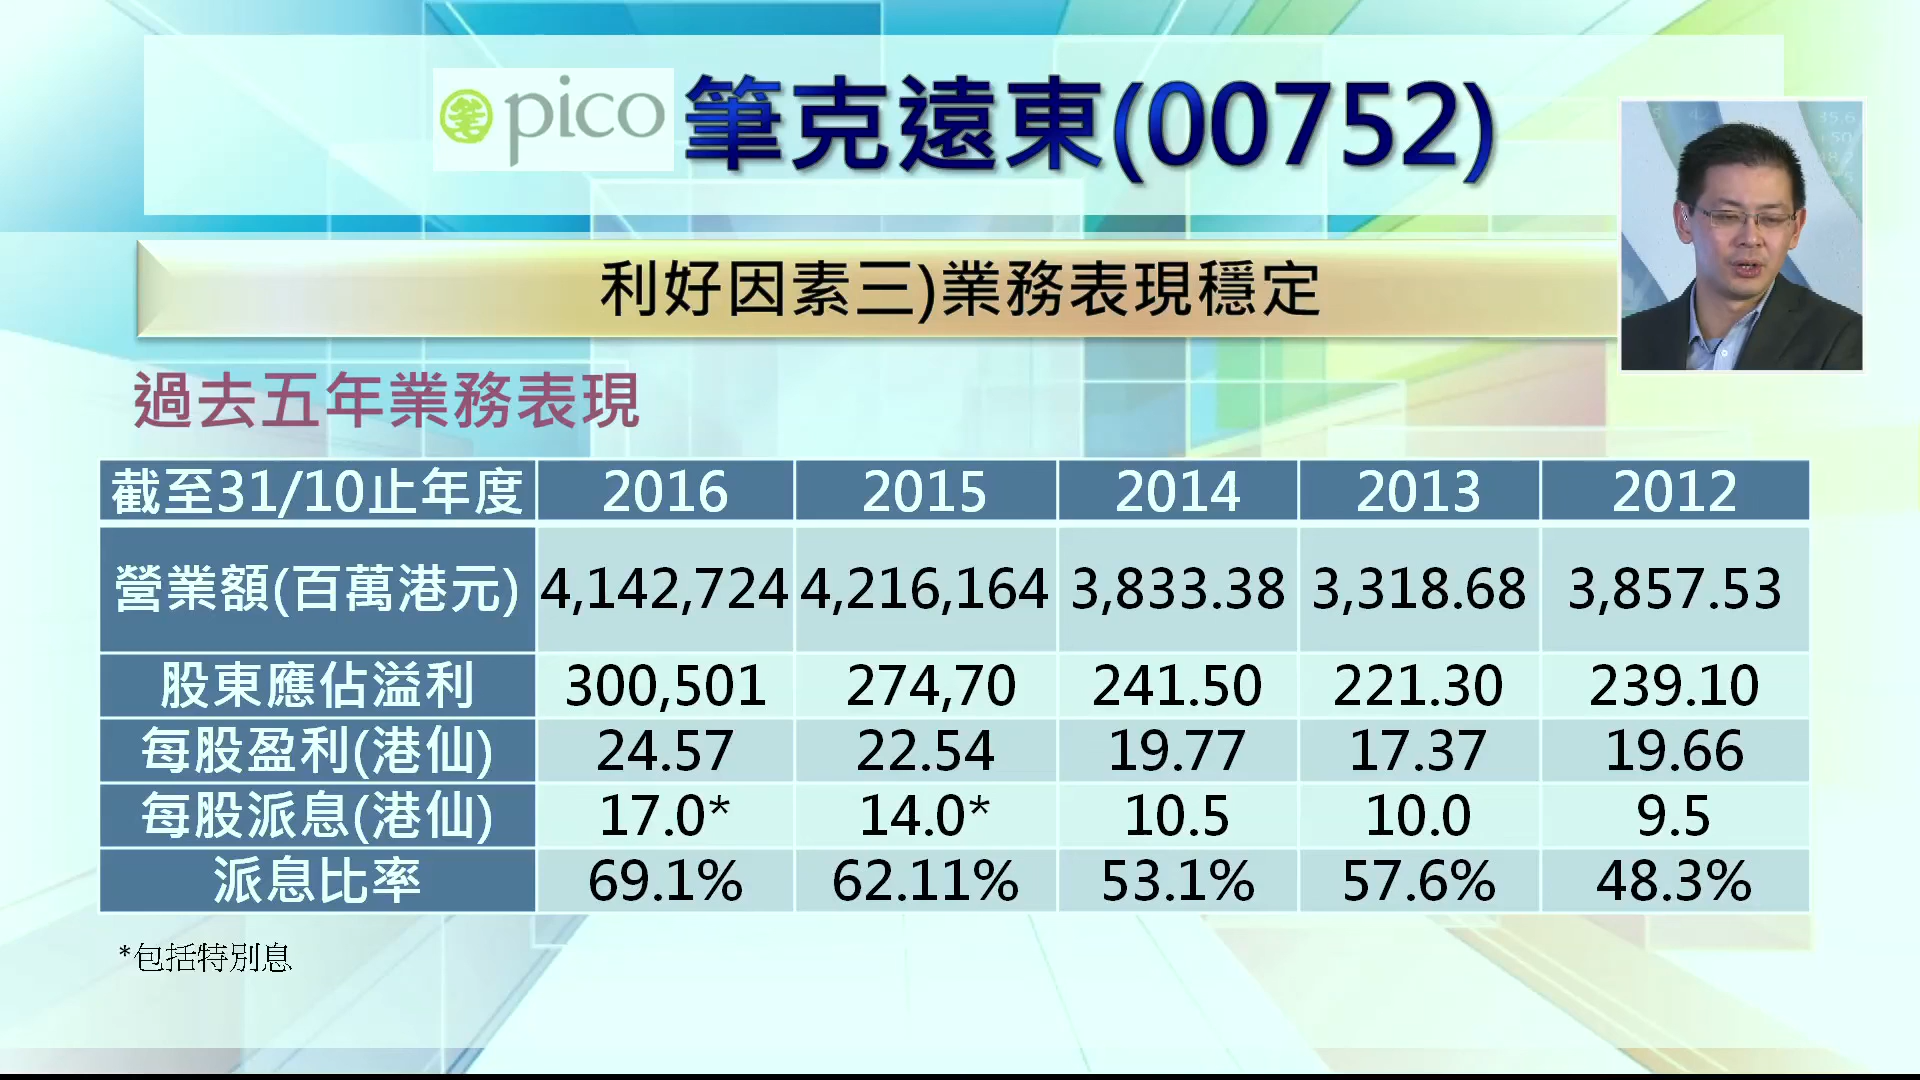 pico 筆克遠東(00752)
利好因素三)業務表現穩定
過去五年業務表現
截至31/10止年度 2016 2015 2014 2013 2012
營業額(百萬港元) 4,142,724 4,216,164 3,833.38 3,318.68 3,857.53
股東應佔溢利 300,501 274,70 241.50 221.30 239.10
每股盈利(港仙) 24.57 22.54 19.77 17.37 19.66
每股派息(港仙) 17.0* 14.0* 10.5 10.0 9.5
派息比率 69.1% 62.11% 53.1% 57.6% 48.3%
*包括特別息